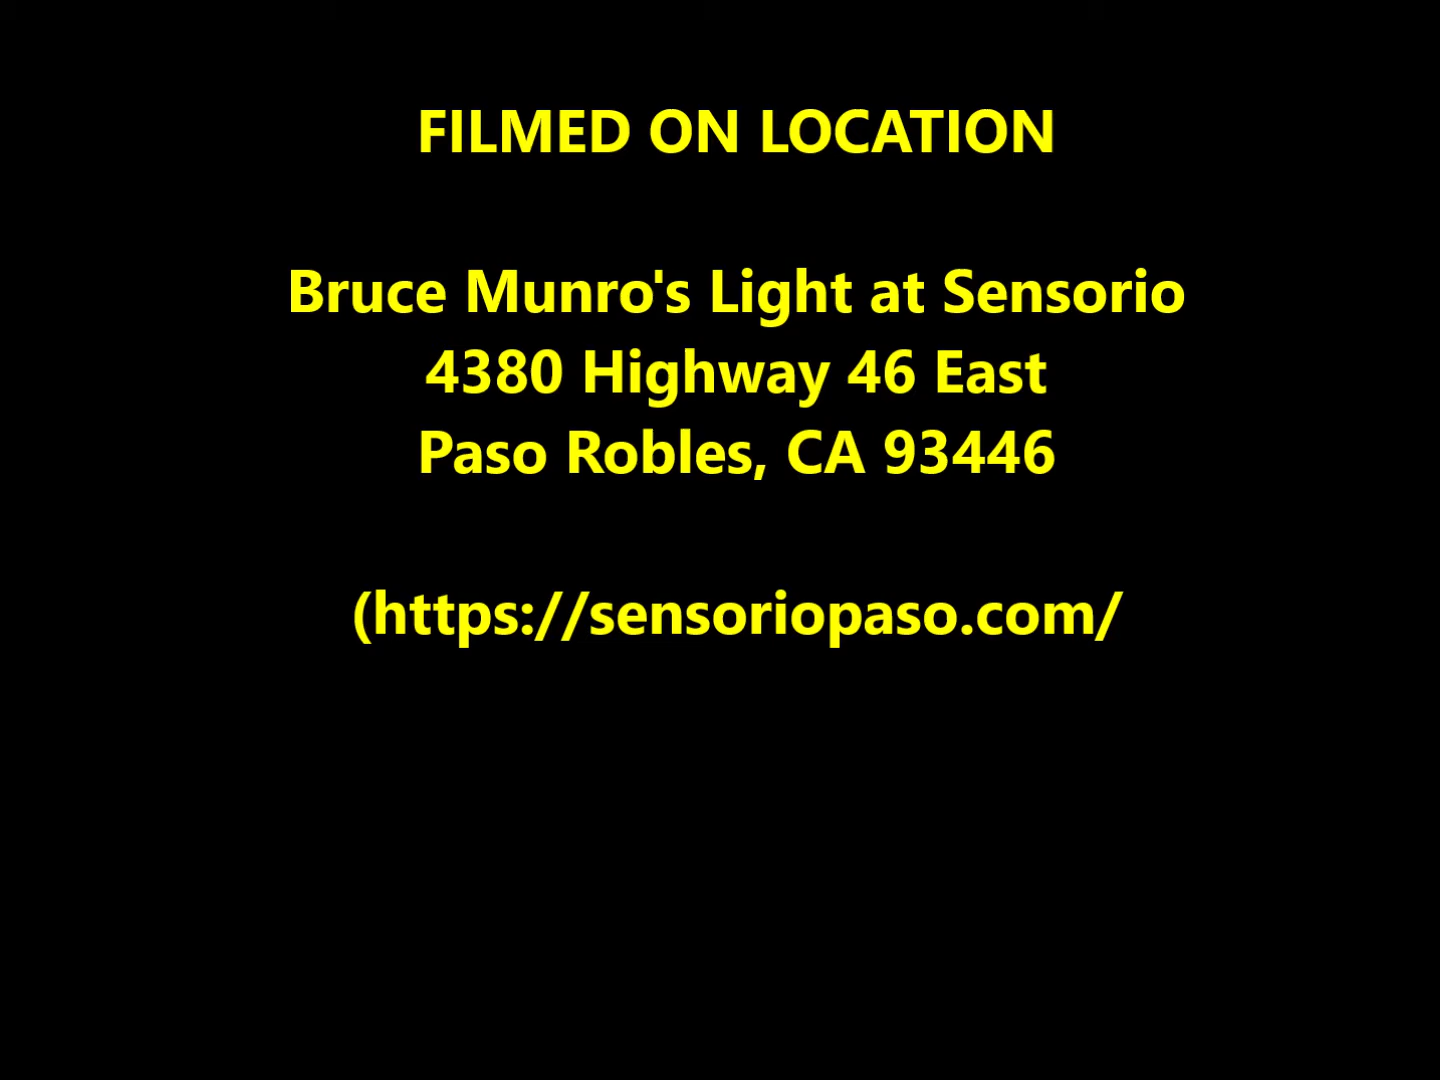 FILMED ON LOCATION
Bruce Munro's Light at Sensorio
4380 Highway 46 East
Paso Robles, CA 93446
(https://sensoriopaso.com/